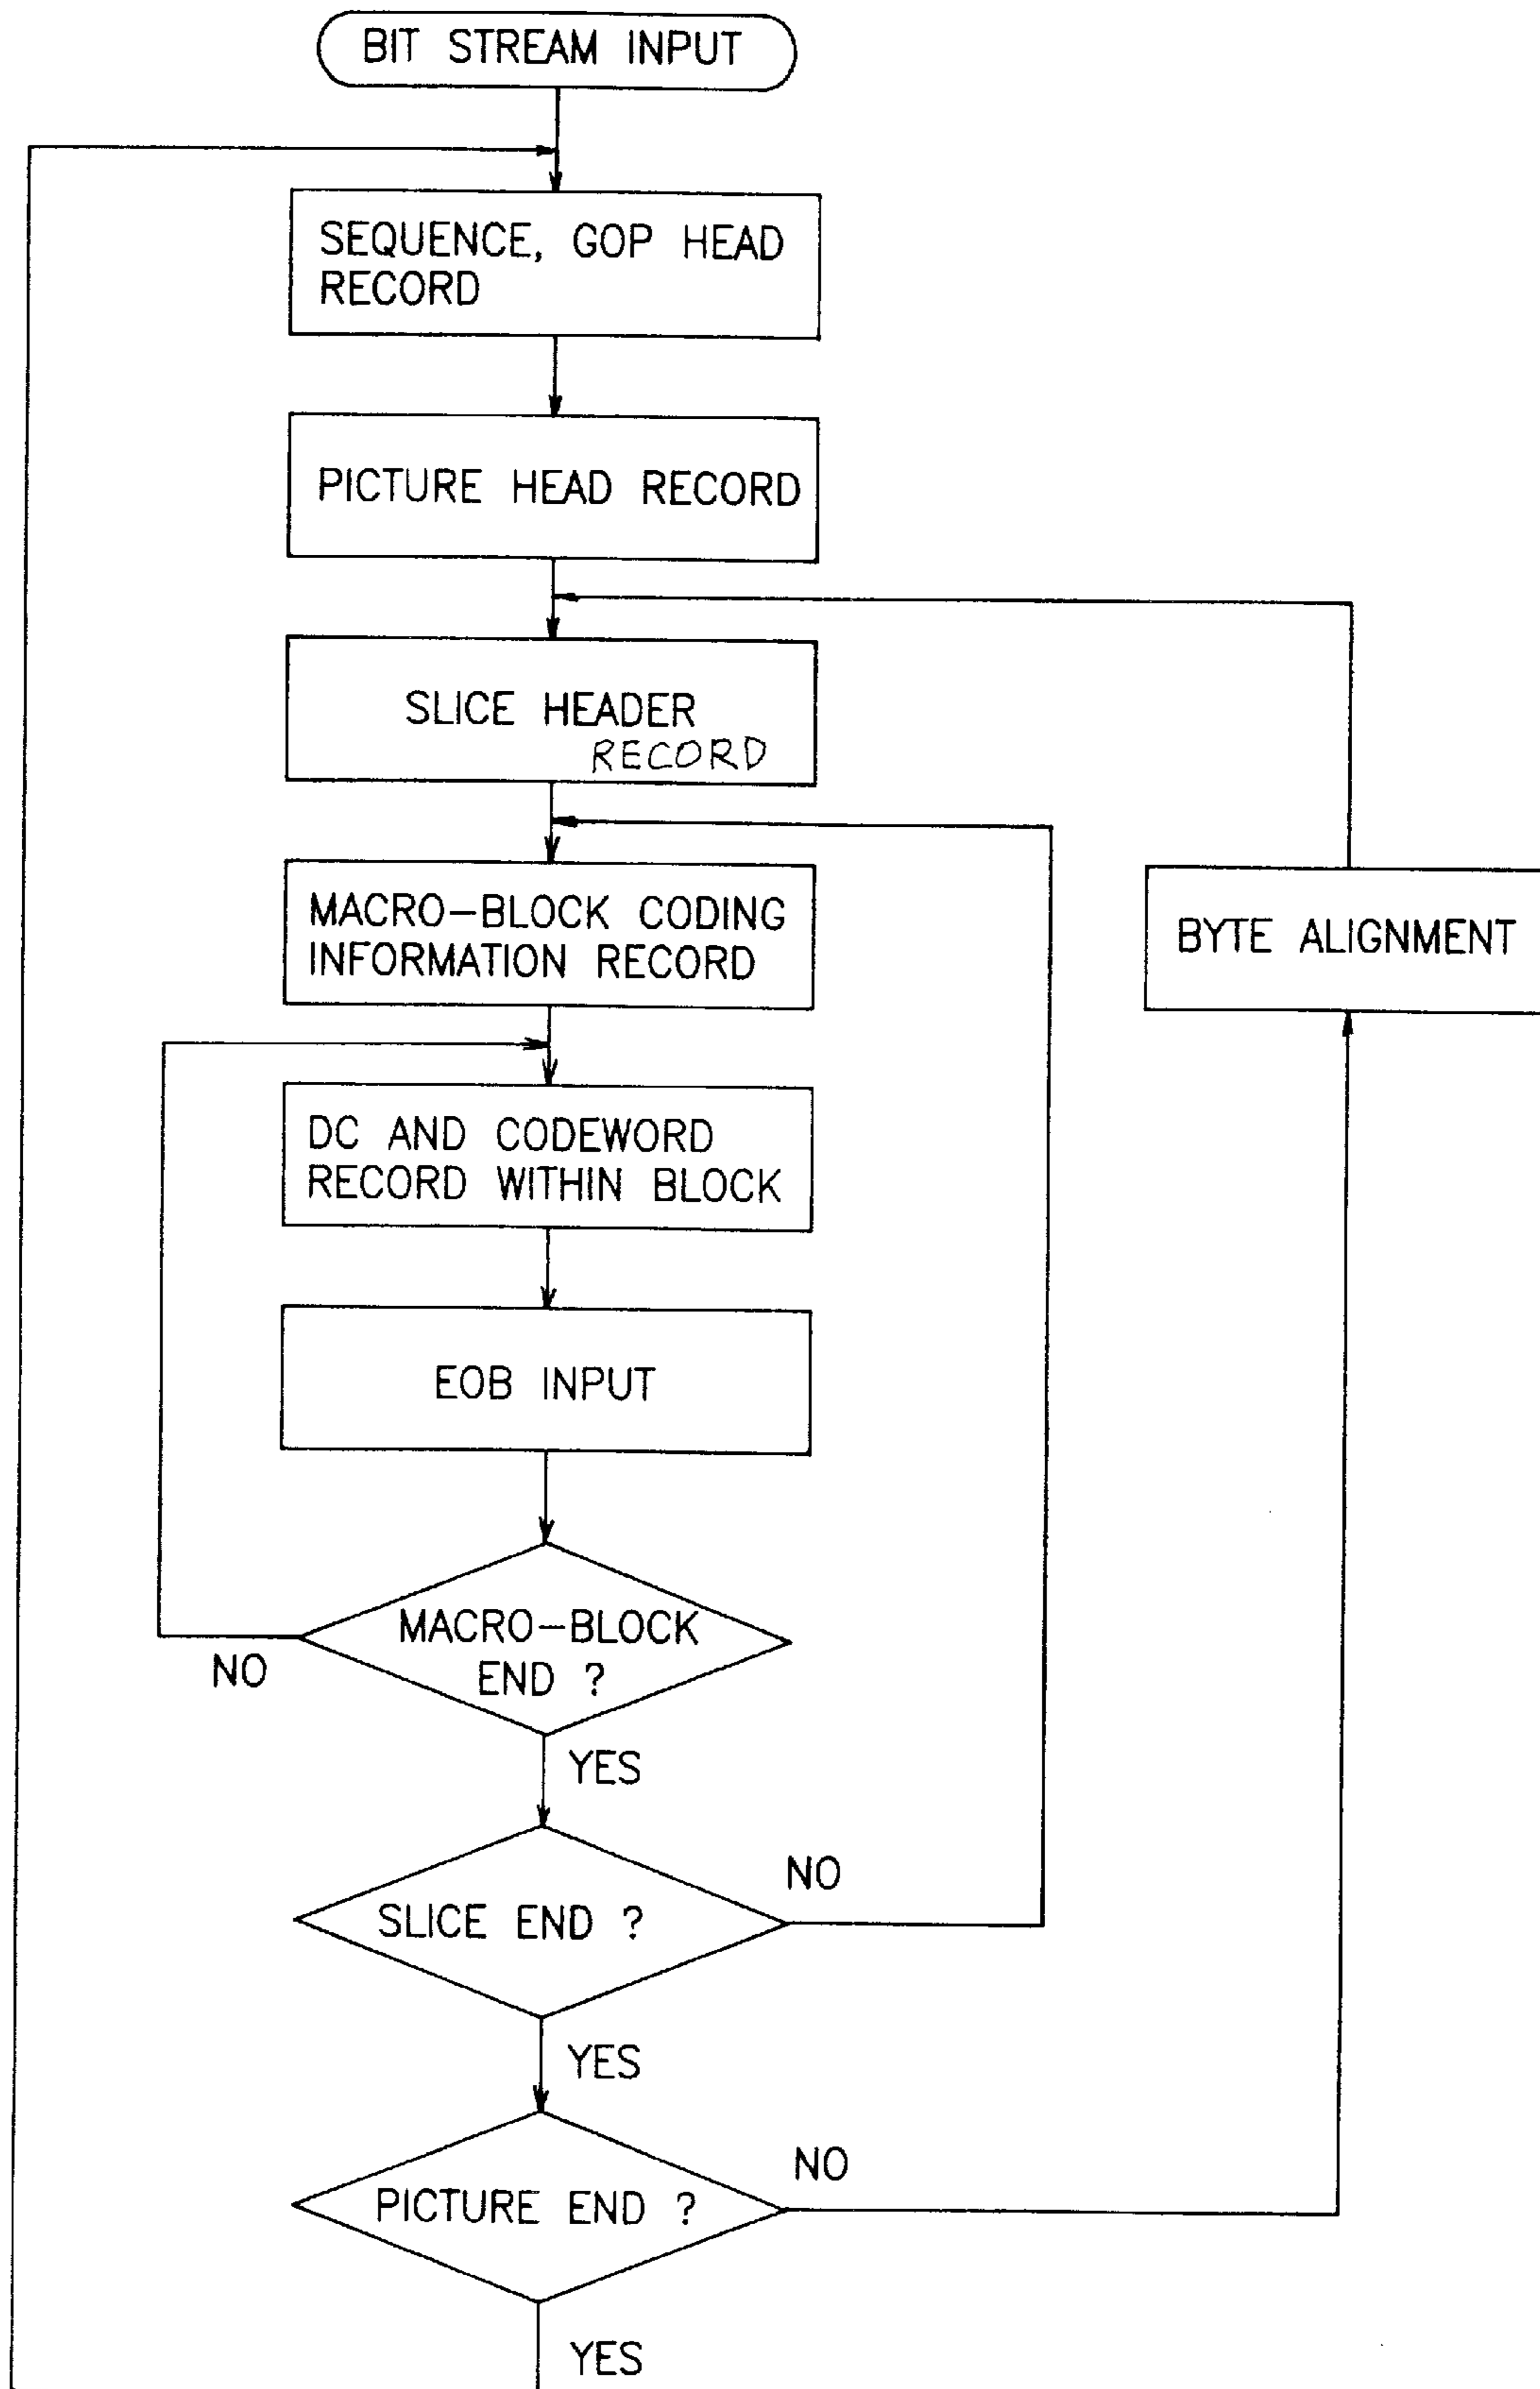 BIT STREAM INPUT
SEQUENCE, GOP HEAD
RECORD
PICTURE HEAD RECORD
SLICE HEADER
RECORD
MACRO-BLOCK CODING
INFORMATION RECORD
BYTE ALIGNMENT
DC AND CODEWORD
RECORD WITHIN BLOCK
EOB INPUT
MACRO-BLOCK
END ?
NO
YES
SLICE END ?
NO
YES
PICTURE END ?
NO
YES